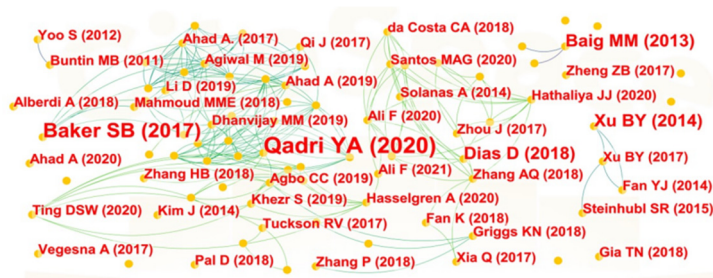 Yoo S (2012)
Ahad A. (2017)
Qi J (2017)
da Costa CA (2018)
Baig MM (2013)
Buntin MB (2011)
Agiwal M (2019)
Santos MAG (2020)
Zheng ZB (2017)
Li D (2019)
Ahad A (2019)
Solanas A (2014)
Hathaliya JJ (2020)
Alberdi A (2018)
Mahmoud MME (2018)
Dhanvijay MM (2019)
Ali F (2020)
Xu BY (2014)
Baker SB (2017)
Zhou J (2017)
Qadri YA (2020)
Dias D (2018)
Ahad A (2020)
Xu BY (2017)
Zhang HB (2018)
Agbo CC (2019)
Ali F (2021)
Zhang AQ (2018)
Fan YJ (2014)
Khezr S (2019)
Hasselgren A (2020)
Ting DSW (2020)
Kim J (2014)
Steinhubl SR (2015)
Tuckson RV (2017)
Fan K (2018)
Griggs KN (2018)
Vegesna A (2017)
Pal D (2018)
Zhang P (2018)
Xia Q (2017)
Gia TN (2018)